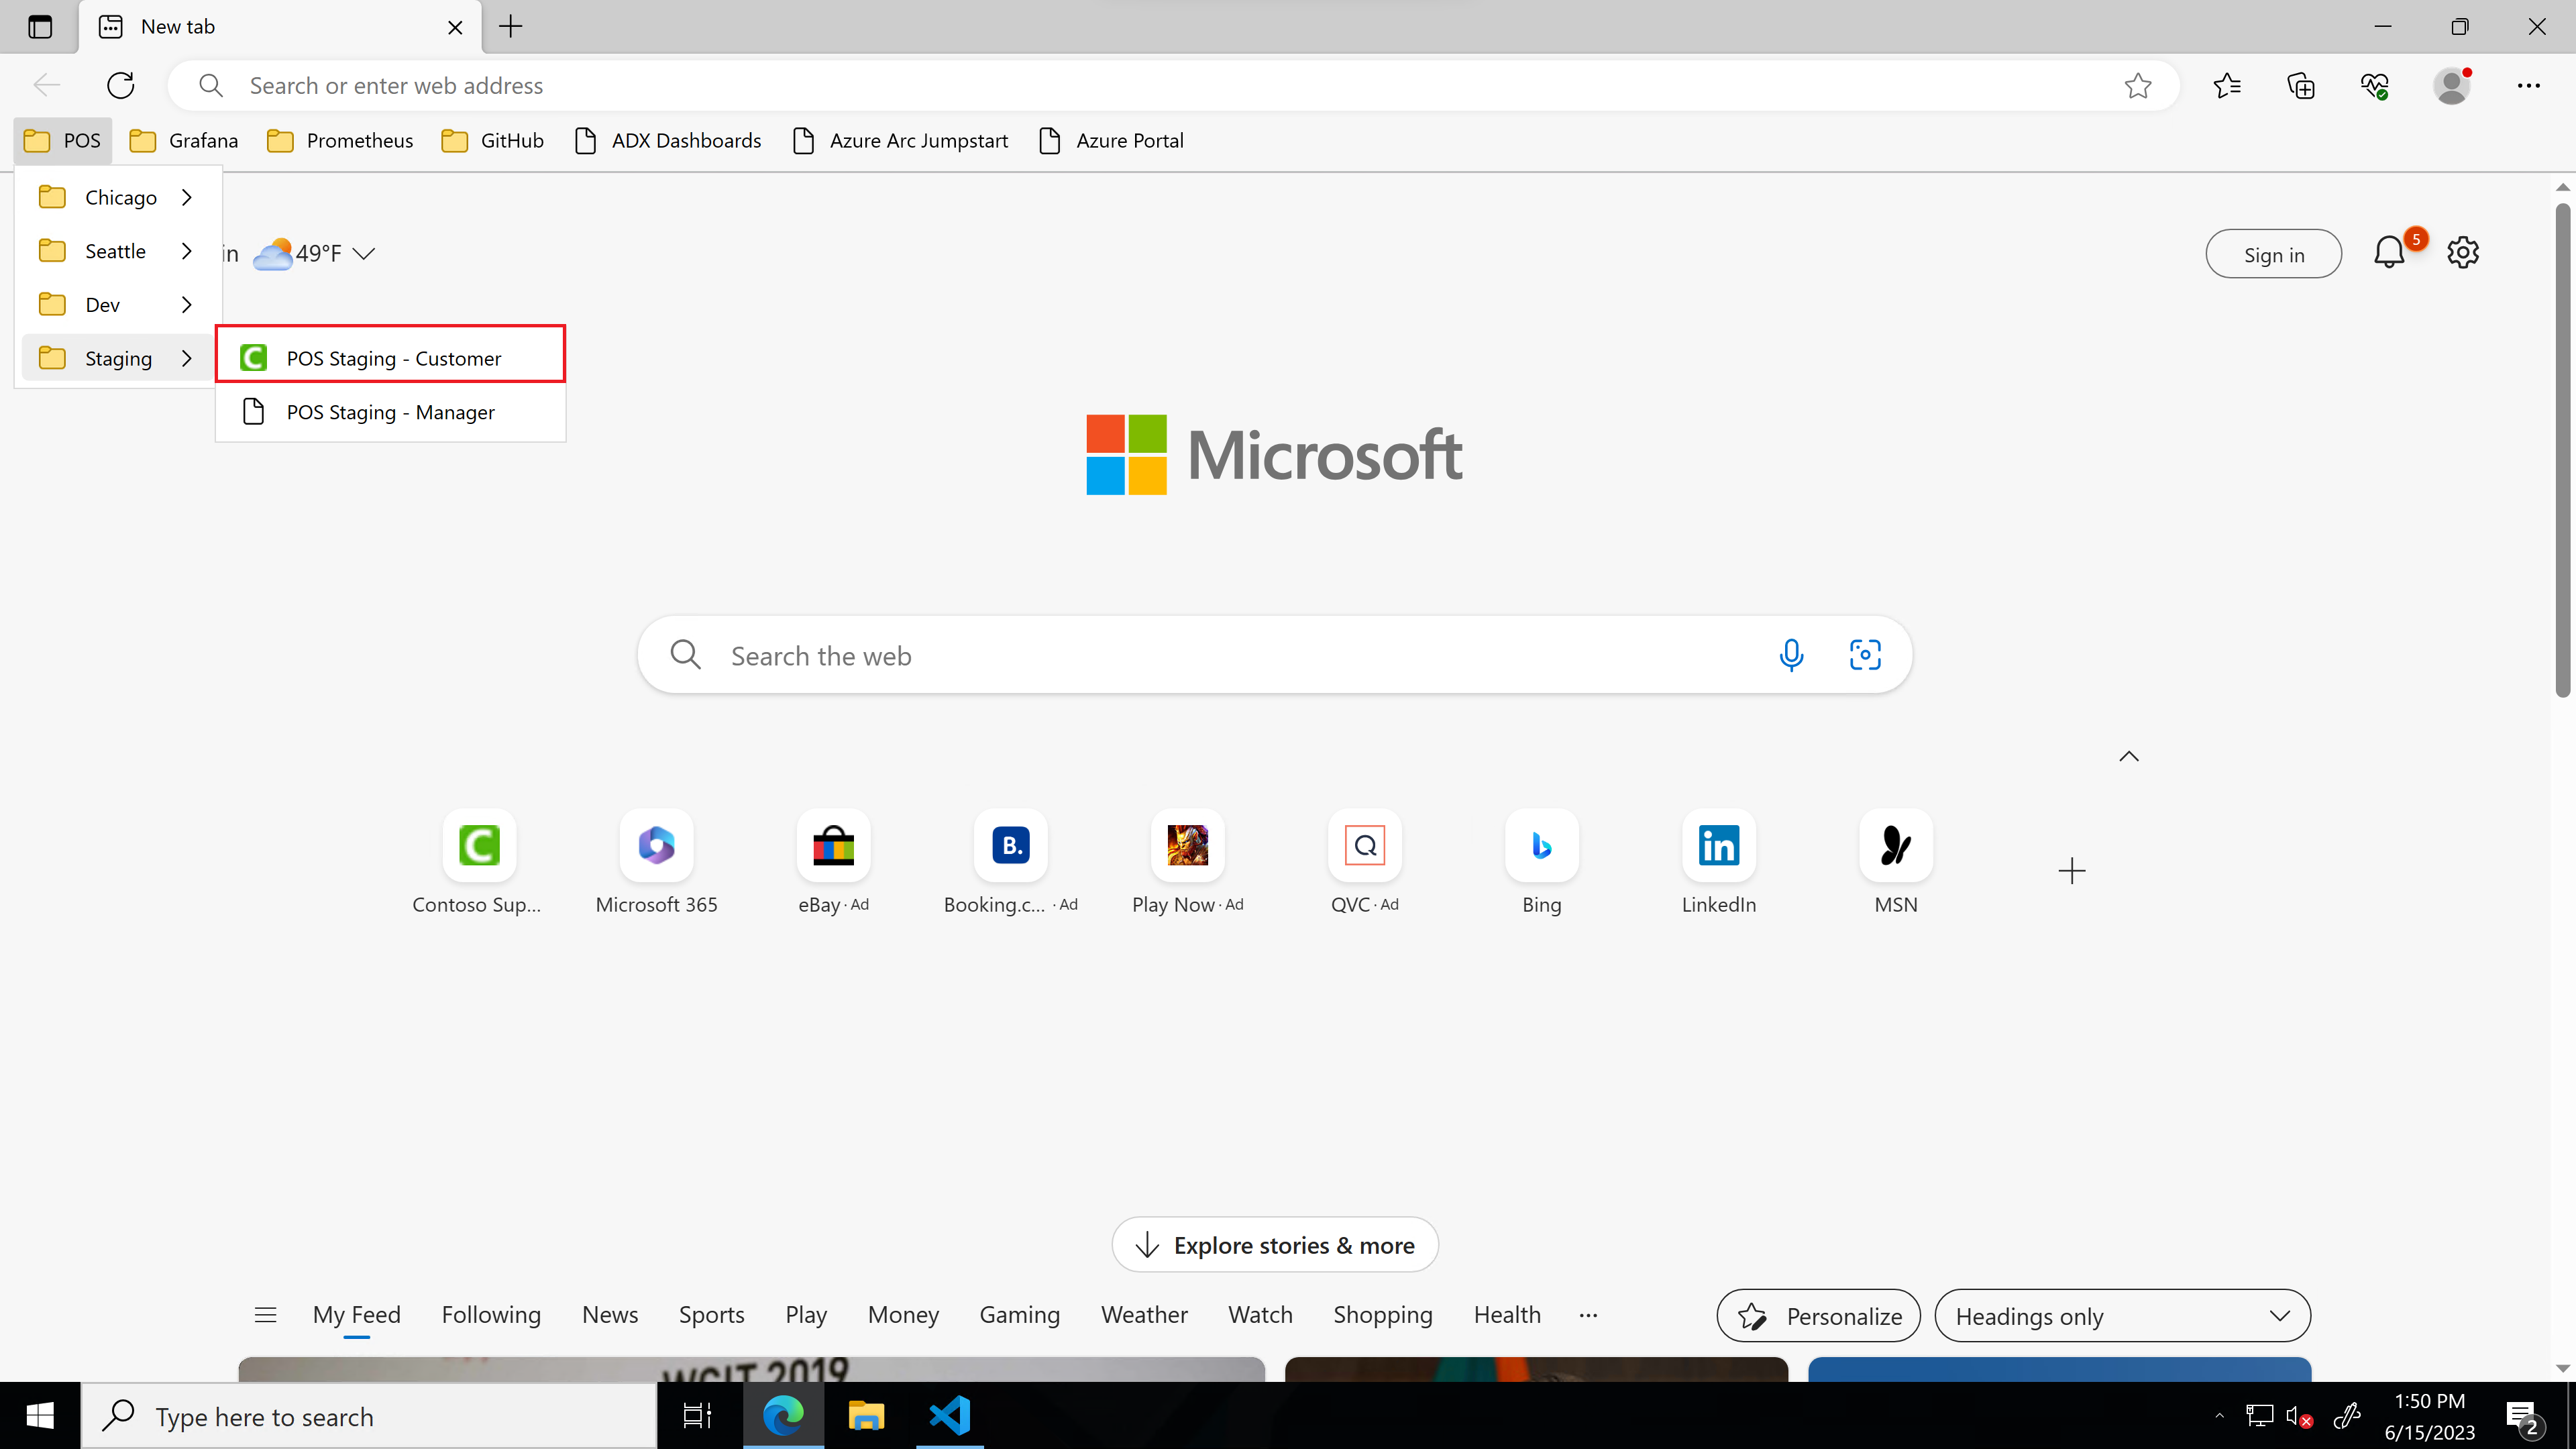 New tab
Search or enter web address
POS Grafana Prometheus GitHub ADX Dashboards Azure Arc Jumpstart Azure Portal
Chicago
Seattle
in 49°F
Sign in
5
Dev
Staging
POS Staging - Customer
POS Staging - Manager
Microsoft
Search the web
Contoso Sup... Microsoft 365 eBay · Ad Booking.c... · Ad Play Now · Ad QVC · Ad Bing LinkedIn MSN
Explore stories & more
My Feed Following News Sports Play Money Gaming Weather Watch Shopping Health ... Personalize Headings only
WGIT 2019
Type here to search
1:50 PM
6/15/2023
2